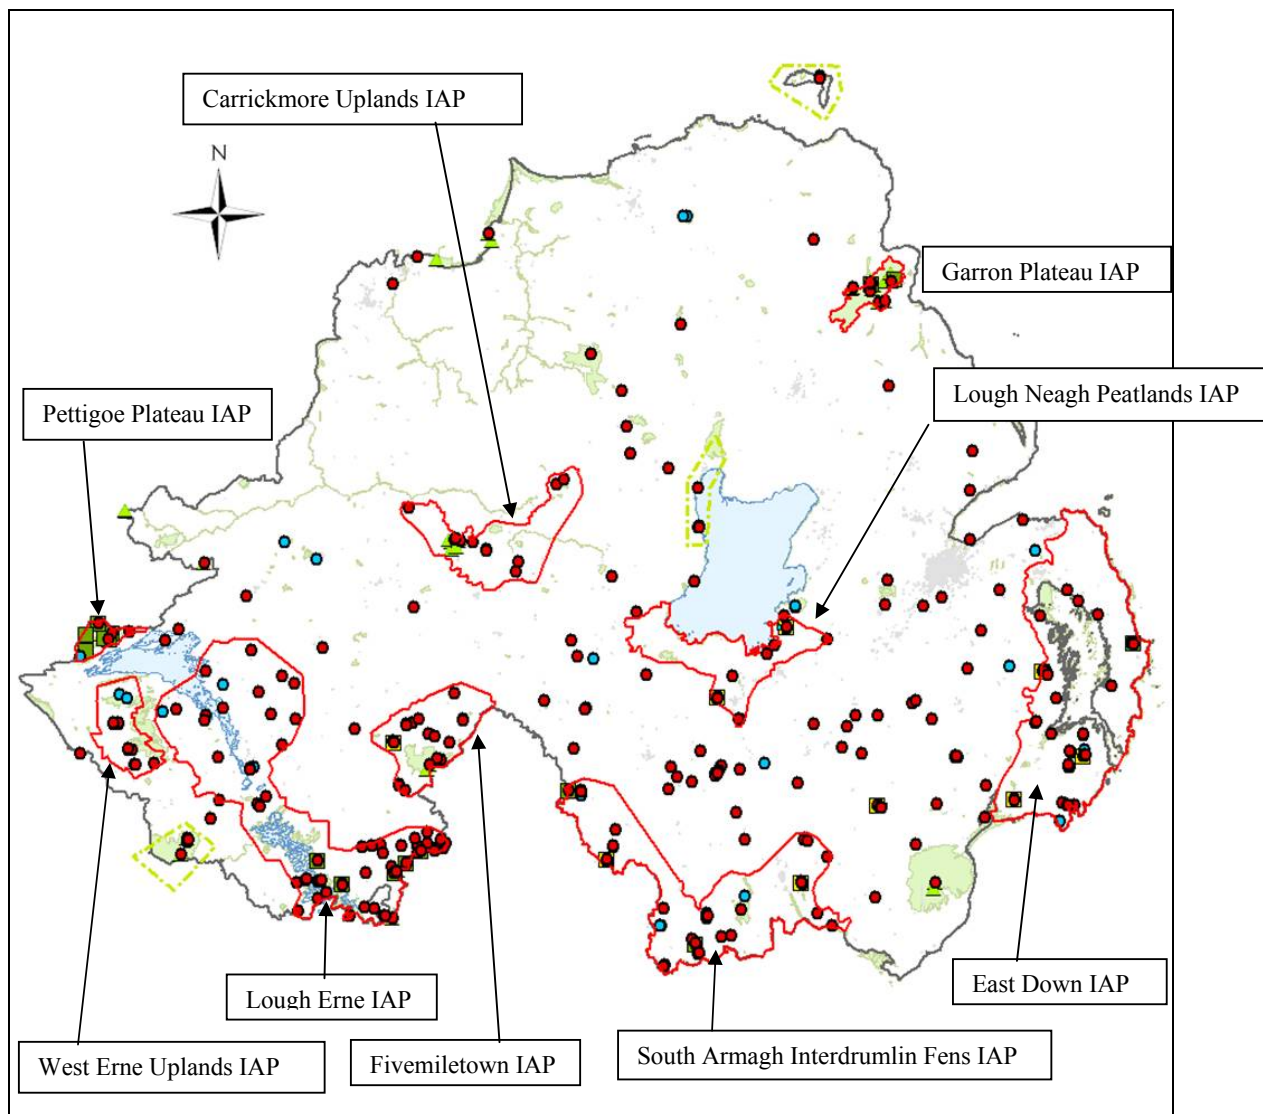 Carrickmore Uplands IAP
N
Garron Plateau IAP
Lough Neagh Peatlands IAP
Pettigoe Plateau IAP
East Down IAP
Lough Erne IAP
South Armagh Interdrumlin Fens IAP
West Erne Uplands IAP
Fivemiletown IAP